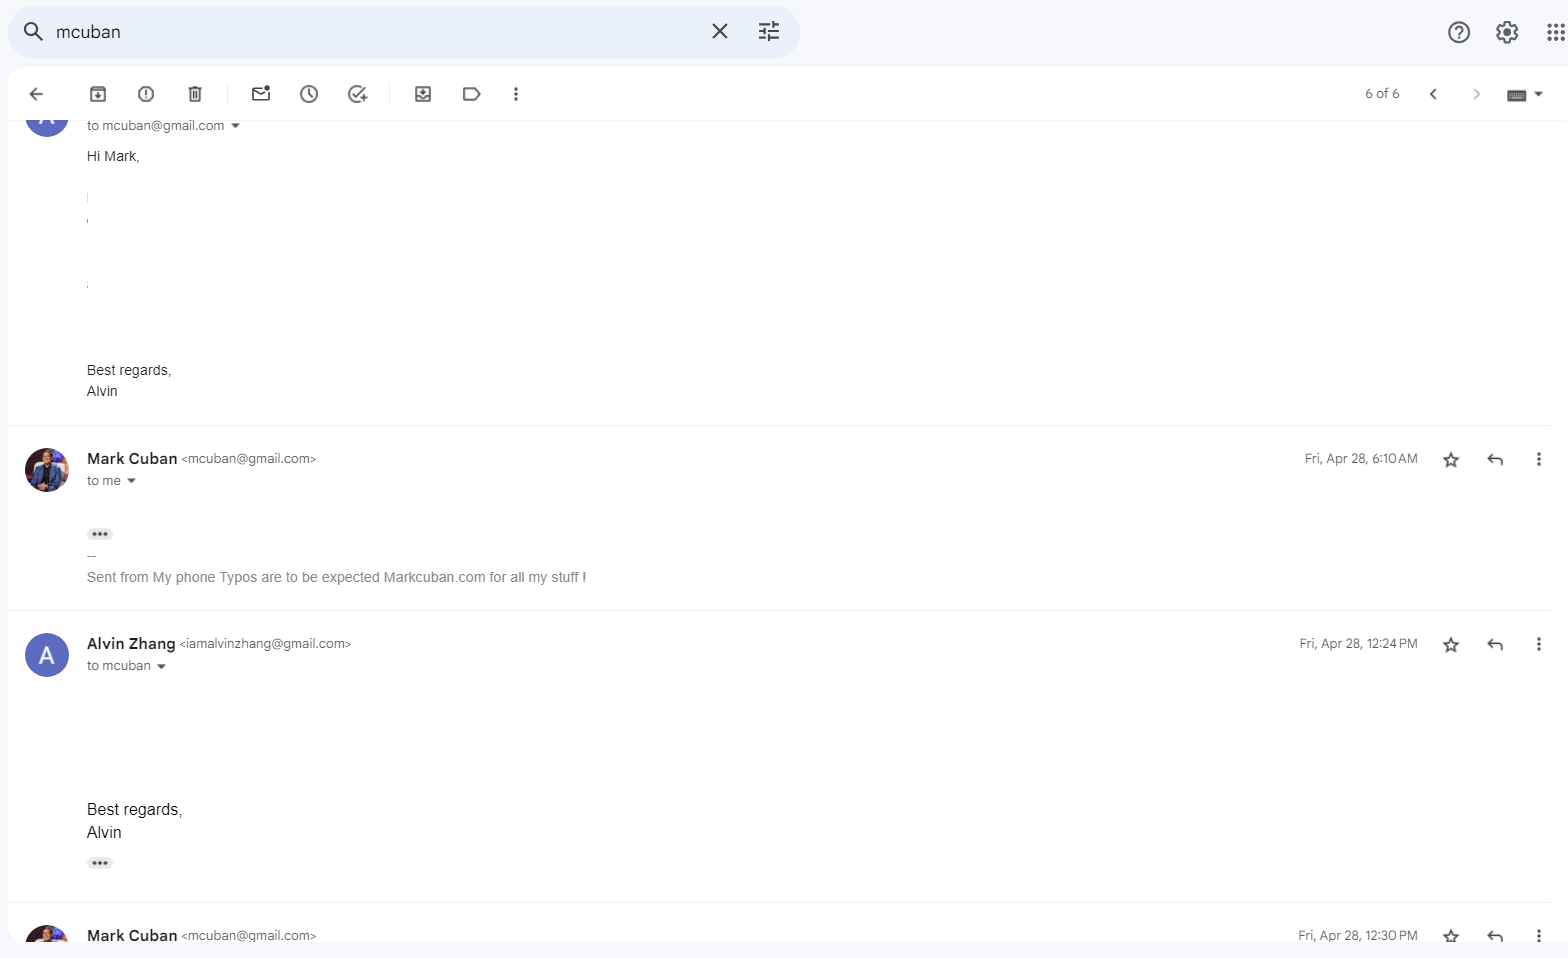 mcuban
6 of 6
to mcuban@gmail.com
Hi Mark,
Best regards,
Alvin
Mark Cuban <mcuban@gmail.com>
Fri, Apr 28, 6:10 AM
to me
--
Sent from My phone Typos are to be expected Markcuban.com for all my stuff !
A
Alvin Zhang <iamalvinzhang@gmail.com>
Fri, Apr 28, 12:24 PM
to mcuban
Best regards,
Alvin
Mark Cuban <mcuban@gmail.com>
Fri, Apr 28, 12:30 PM